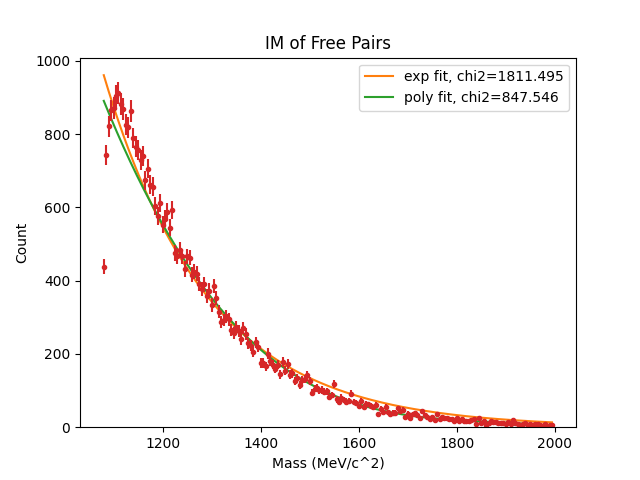 IM of Free Pairs
exp fit, chi2=1811.495
poly fit, chi2=847.546
1000
800
600
400
200
0
Count
1200 1400 1600 1800 2000
Mass (MeV/c^2)